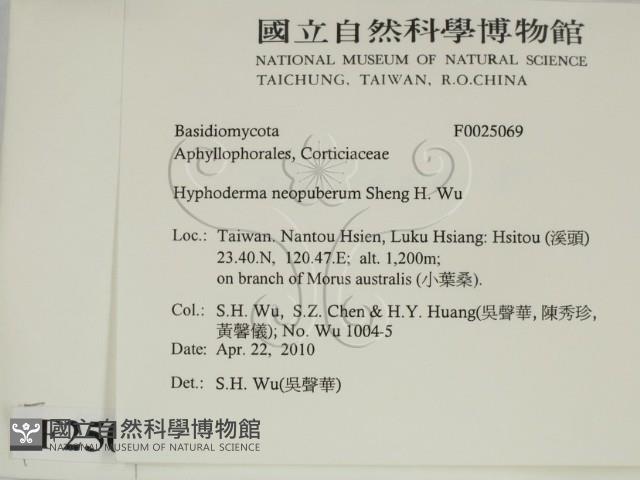 國立自然科學博物館
NATIONAL MUSEUM OF NATURAL SCIENCE
TAICHUNG, TAIWAN, R.O.CHINA
Basidiomycota F0025069
Aphyllophorales, Corticiaceae
Hyphoderma neopuberum Sheng H. Wu
Loc.: Taiwan. Nantou Hsien, Luku Hsiang: Hsitou (溪頭)
23.40.N, 120.47.E; alt. 1,200m;
on branch of Morus australis (小葉桑).
Col.: S.H. Wu, S.Z. Chen & H.Y. Huang(吳聲華, 陳秀珍,
黃馨儀); No. Wu 1004-5
Date: Apr. 22, 2010
Det.: S.H. Wu(吳聲華)
國立自然科學博物館
NATIONAL MUSEUM OF NATURAL SCIENCE